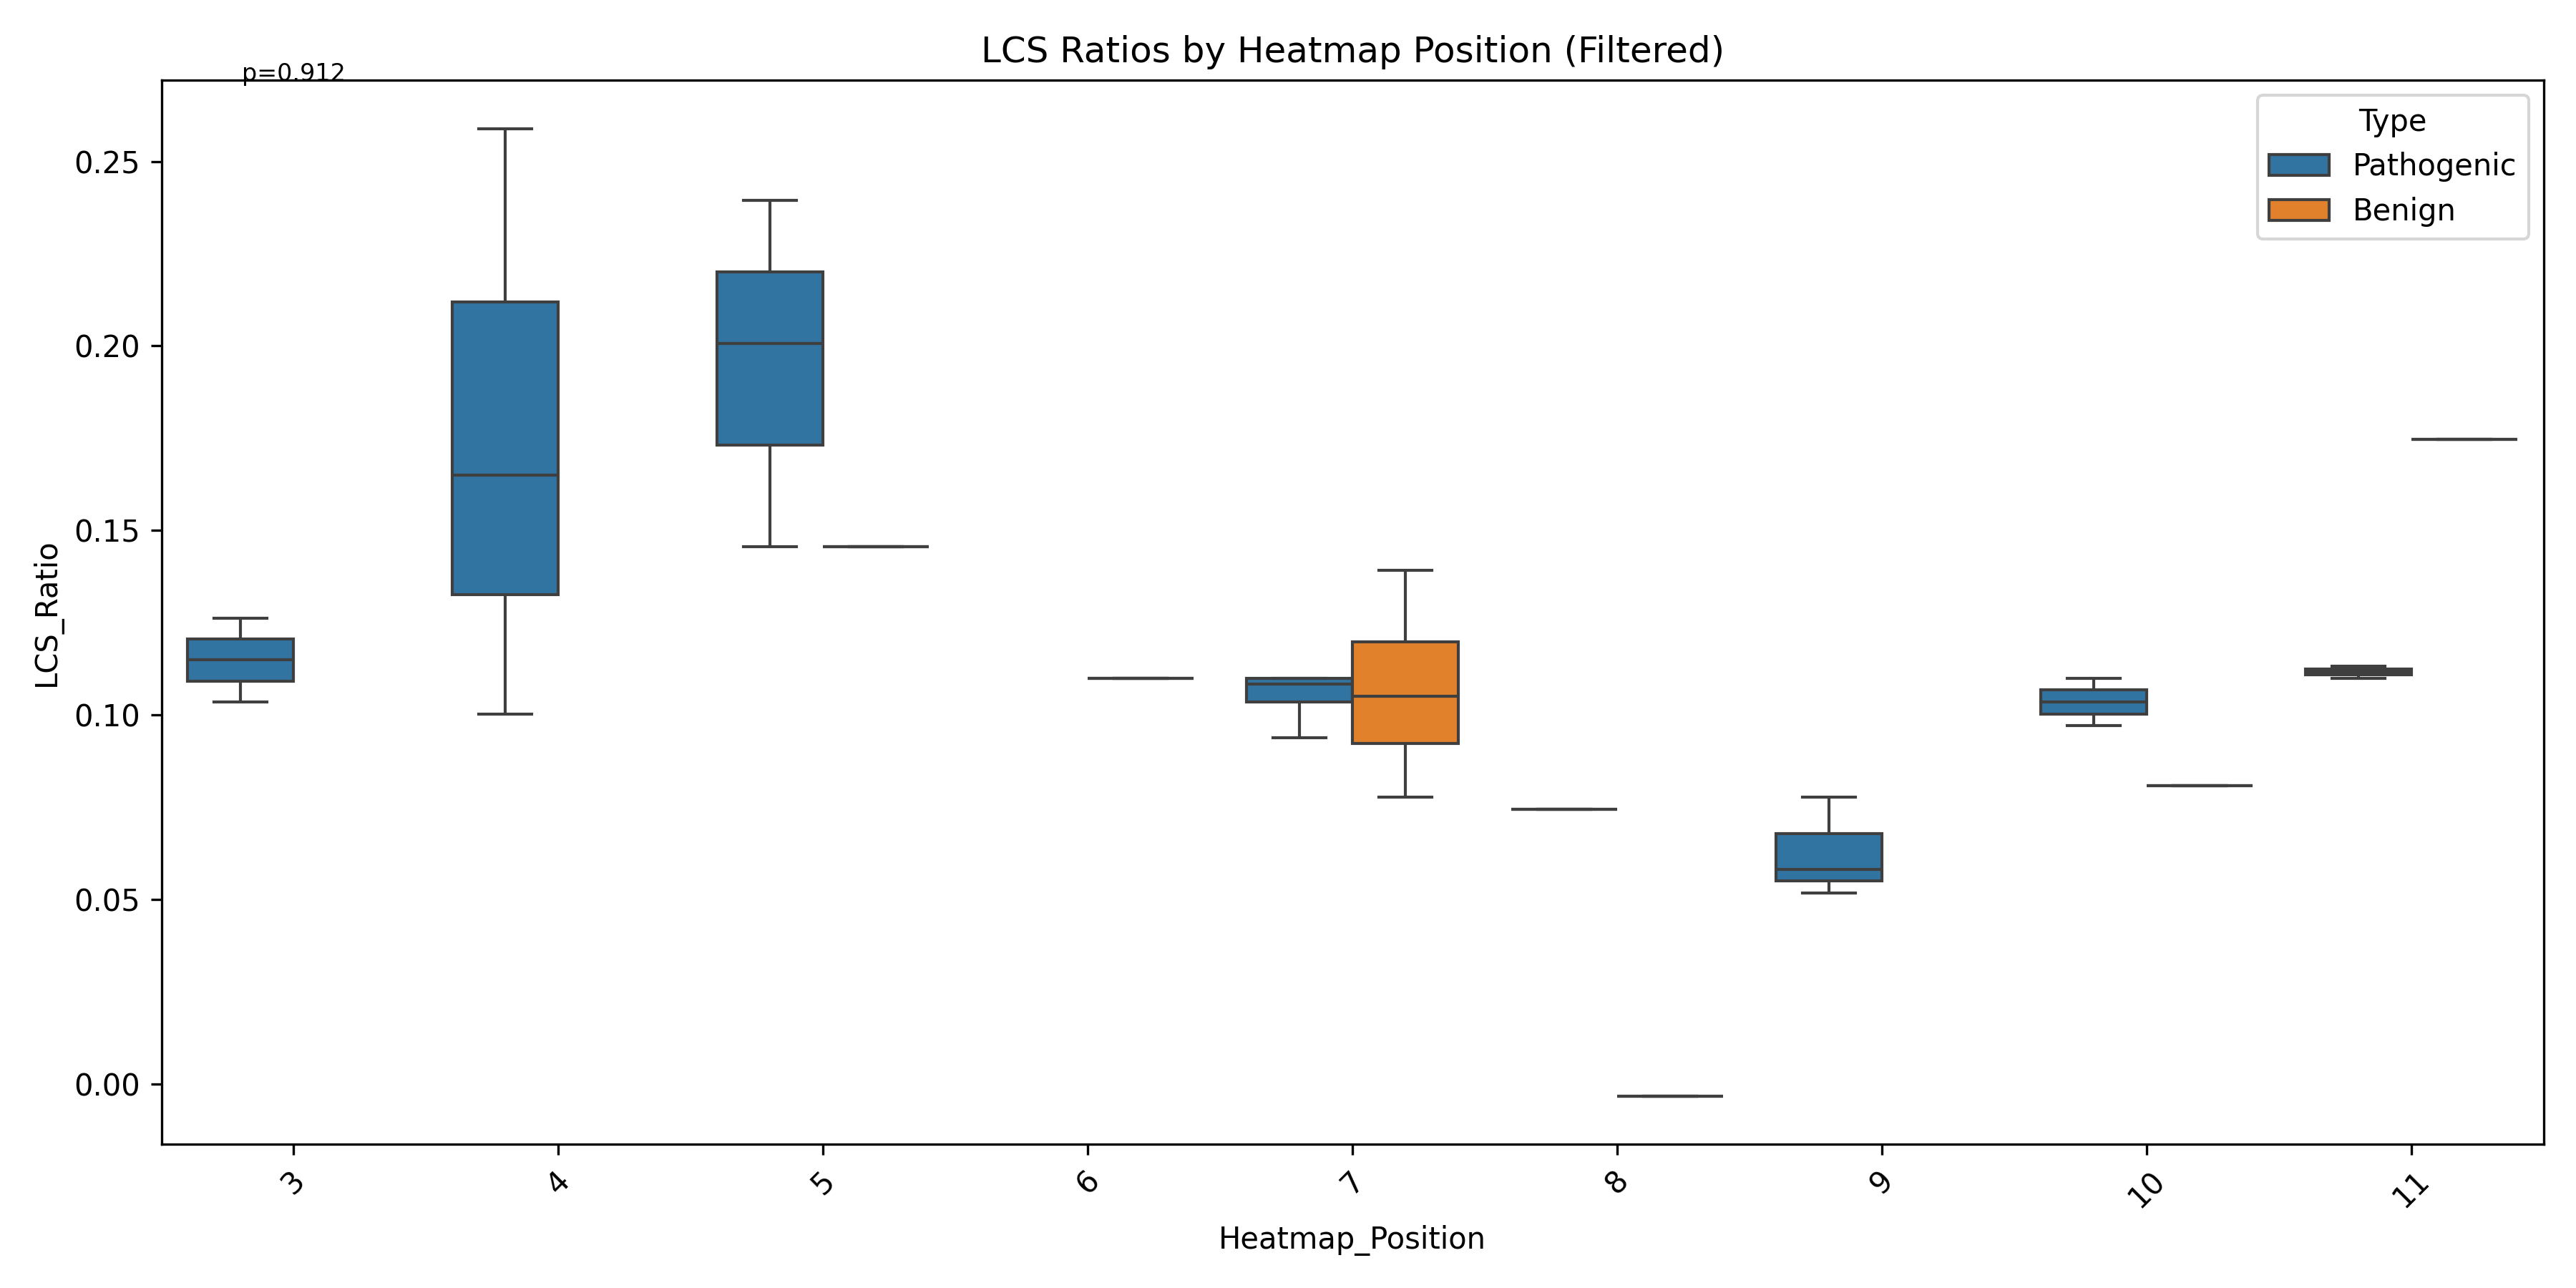 LCS Ratios by Heatmap Position (Filtered)
p=0.912
Type
Pathogenic
Benign
LCS_Ratio
0.25
0.20
0.15
0.10
0.05
0.00
3 4 5 6 7 8 9 10 11
Heatmap_Position